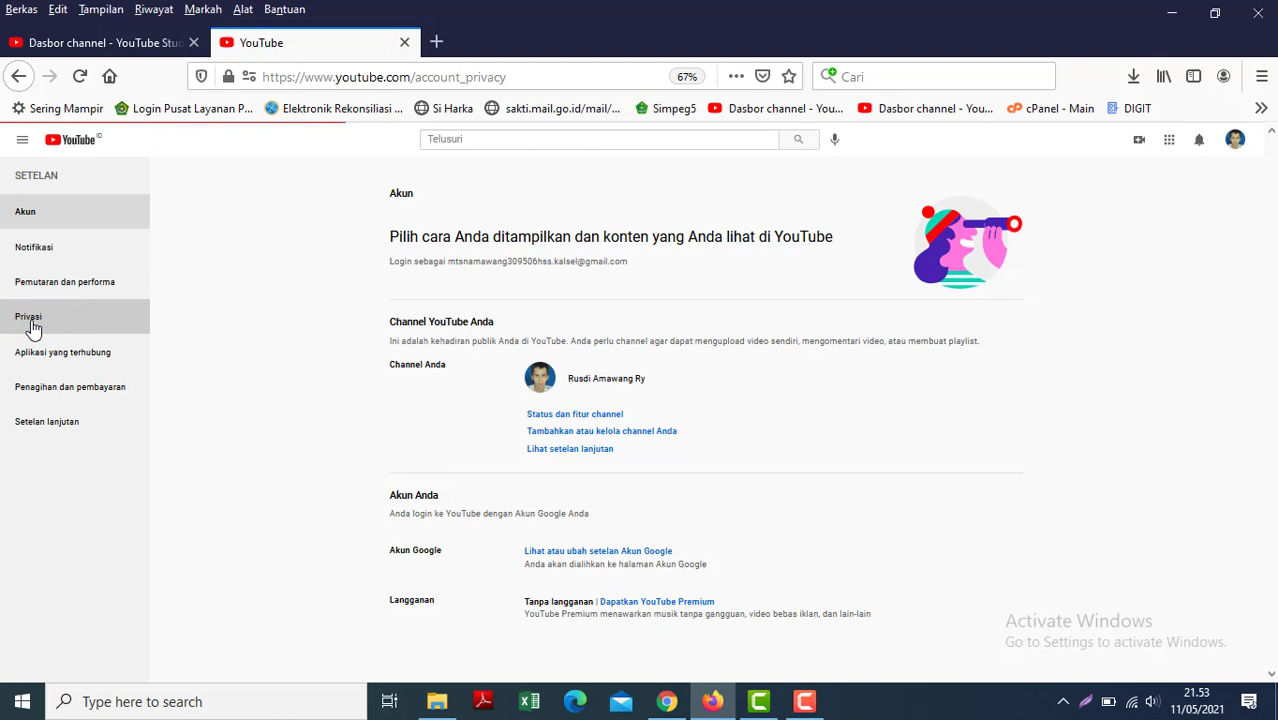 Berkas Edit Tampilan Riwayat Markah Alat Bantuan
Dasbor channel - YouTube Stud
YouTube
https://www.youtube.com/account_privacy
67%
Cari
Sering Mampir
Login Pusat Layanan P...
Elektronik Rekonsiliasi ...
Si Harka
sakti.mail.go.id/mail/...
Simpeg5
Dasbor channel - You...
Dasbor channel - You...
cPanel - Main
DIGIT
YouTube ID
Telusuri
SETELAN
Akun
Notifikasi
Pemutaran dan performa
Privasi
Aplikasi yang terhubung
Penagihan dan pembayaran
Setelan lanjutan
Akun
Pilih cara Anda ditampilkan dan konten yang Anda lihat di YouTube
Login sebagai mtsnamawang309506hss.kalsel@gmail.com
Channel YouTube Anda
Ini adalah kehadiran publik Anda di YouTube. Anda perlu channel agar dapat mengupload video sendiri, mengomentari video, atau membuat playlist.
Channel Anda
Rusdi Amawang Ry
Status dan fitur channel
Tambahkan atau kelola channel Anda
Lihat setelan lanjutan
Akun Anda
Anda login ke YouTube dengan Akun Google Anda
Akun Google
Lihat atau ubah setelan Akun Google
Anda akan dialihkan ke halaman Akun Google
Langganan
Tanpa langganan | Dapatkan YouTube Premium
YouTube Premium menawarkan musik tanpa gangguan, video bebas iklan, dan lain-lain
Activate Windows
Go to Settings to activate Windows.
Type here to search
21.53
11/05/2021